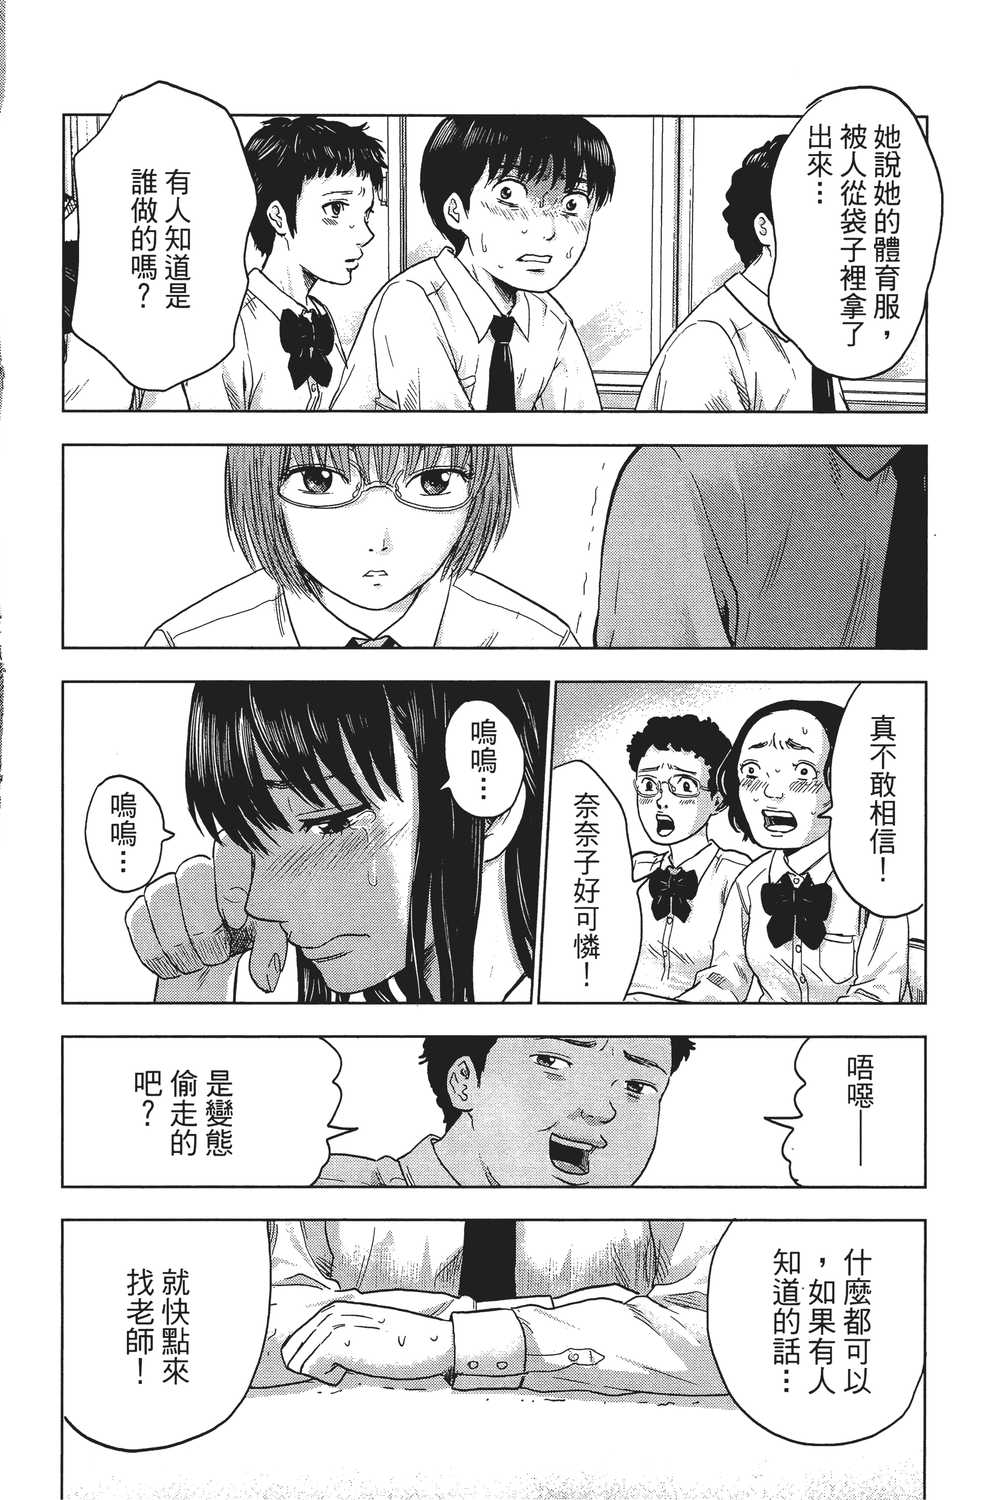 她說她的體育服，
被人從袋子裡拿了
出來…
有人知道是
誰做的嗎？
真不敢相信！
奈奈子好可憐！
嗚嗚…
嗚嗚…
唔噁——
是變態
偷走的
吧？
什麼都可以
，如果有人
知道的話…
就快點來
找老師！